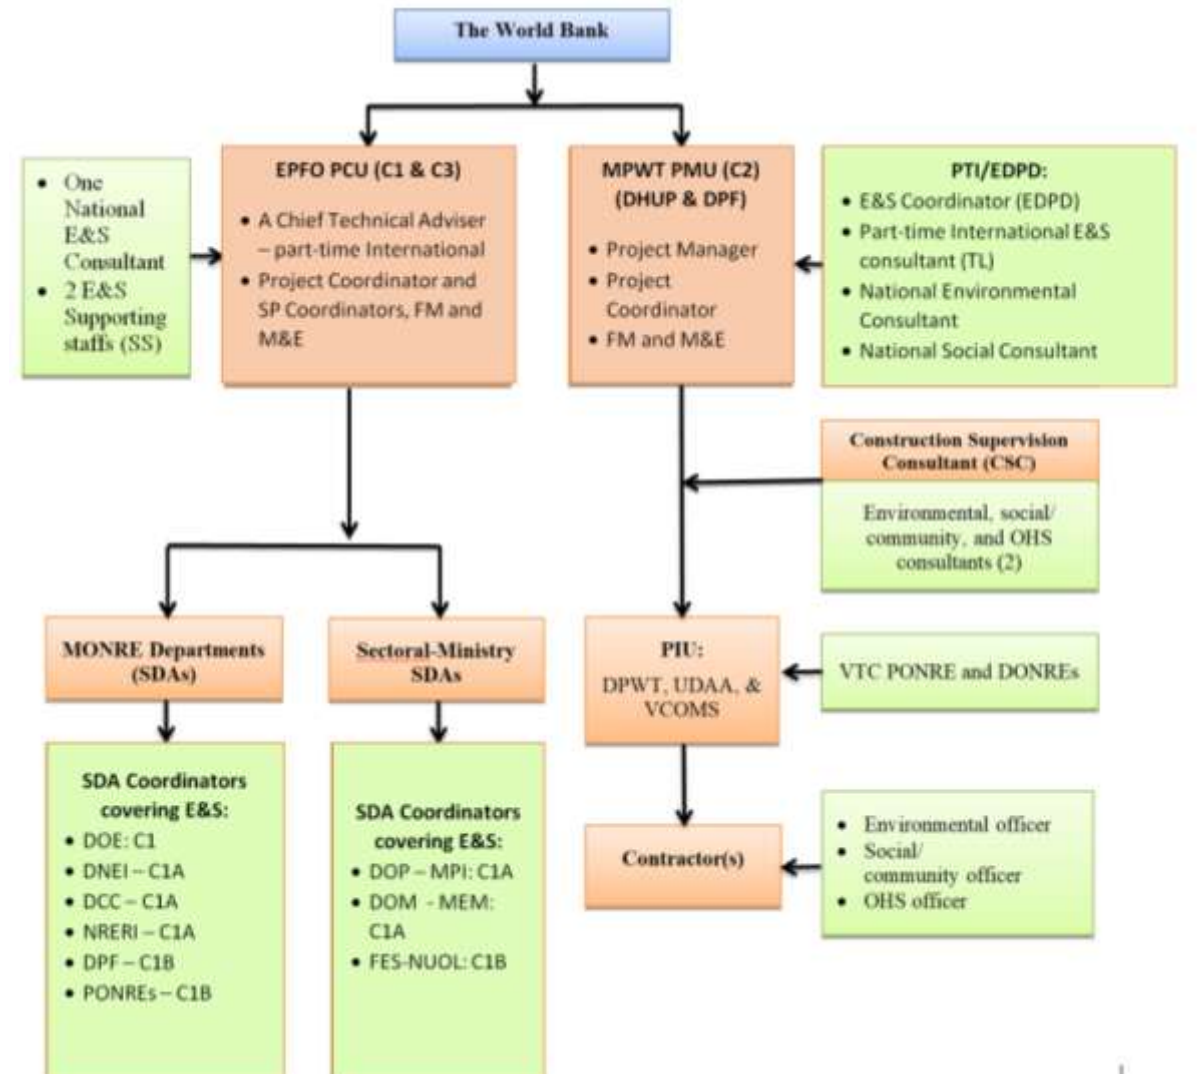 The World Bank
• One
National
E&S
Consultant
• 2 E&S
Supporting
staffs (SS)
EPFO PCU (C1 & C3)
• A Chief Technical Adviser
– part-time International
• Project Coordinator and
SP Coordinators, FM and
M&E
MPWT PMU (C2)
(DHUP & DPF)
• Project Manager
• Project
Coordinator
• FM and M&E
PTI/EDPD:
• E&S Coordinator (EDPD)
• Part-time International E&S
consultant (TL)
• National Environmental
Consultant
• National Social Consultant
Construction Supervision
Consultant (CSC)
Environmental, social/
community, and OHS
consultants (2)
MONRE Departments
(SDAs)
Sectoral-Ministry
SDAs
PIU:
DPWT, UDAA, &
VCOMS
VTC PONRE and DONREs
SDA Coordinators
covering E&S:
• DOE: C1
• DNEI – C1A
• DCC – C1A
• NRERI – C1A
• DPF – C1B
• PONREs – C1B
SDA Coordinators
covering E&S:
• DOP – MPI: C1A
• DOM - MEM:
C1A
• FES-NUOL: C1B
Contractor(s)
• Environmental officer
• Social/
community officer
• OHS officer